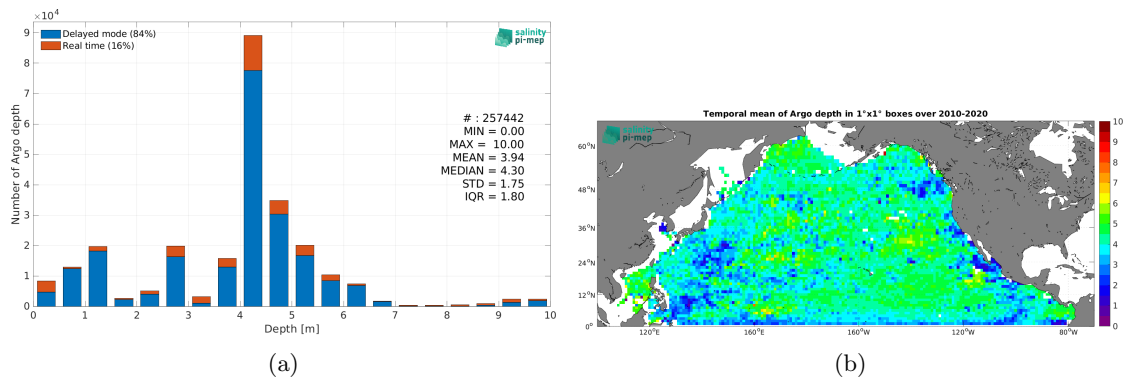 ×10⁴
Delayed mode (84%)
Real time (16%)
salinity
pi-mep
9
8
7
6
5
4
3
2
1
0
Number of Argo depth
# : 257442
MIN = 0.00
MAX = 10.00
MEAN = 3.94
MEDIAN = 4.30
STD = 1.75
IQR = 1.80
0 1 2 3 4 5 6 7 8 9 10
Depth [m]
(a)
Temporal mean of Argo depth in 1°x1° boxes over 2010-2020
salinity
pi-mep
60°N
48°N
36°N
24°N
12°N
0°
120°E 160°E 160°W 120°W 80°W
10
9
8
7
6
5
4
3
2
1
0
(b)